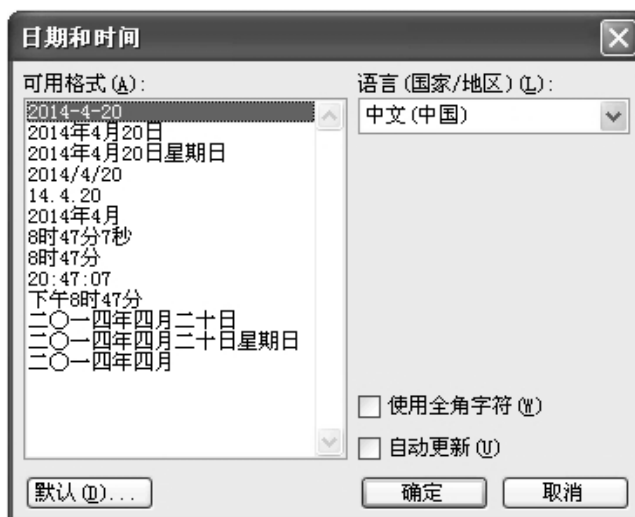 日期和时间
可用格式(A):
语言(国家/地区)(L):
2014-4-20
中文(中国)
2014年4月20日
2014年4月20日星期日
2014/4/20
14.4.20
2014年4月
8时47分7秒
8时47分
20:47:07
下午8时47分
二○一四年四月二十日
二○一四年四月二十日星期日
二○一四年四月
使用全角字符(W)
自动更新(U)
默认(D)...
确定
取消